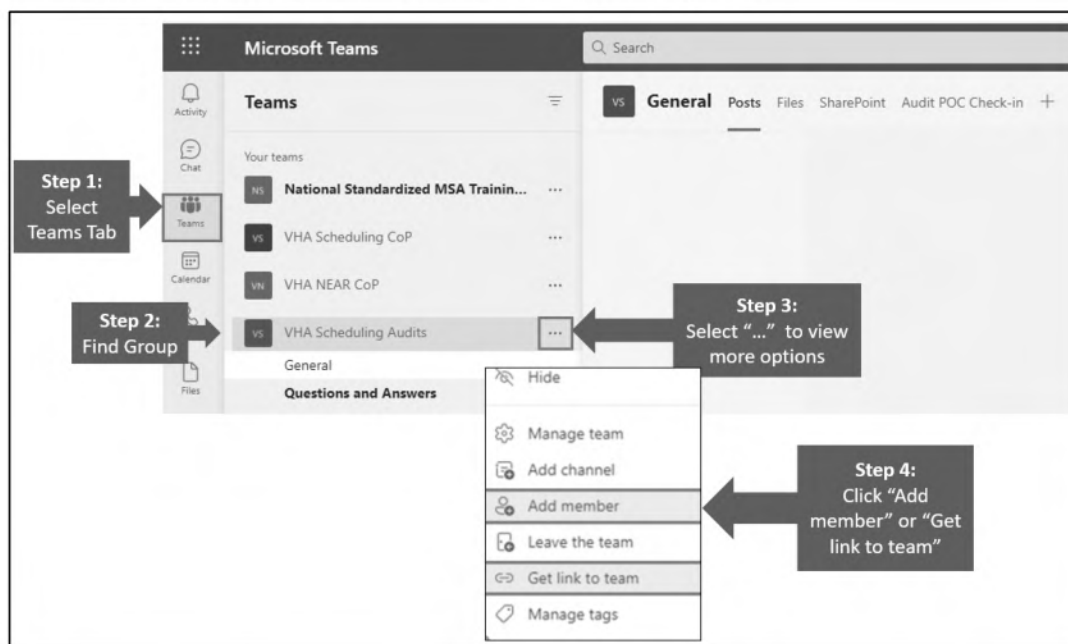 Microsoft Teams
Search
Activity
Chat
Teams
Calendar
Files
Teams
Your teams
NS National Standardized MSA Trainin... ...
VS VHA Scheduling CoP ...
VN VHA NEAR CoP ...
VS VHA Scheduling Audits ...
General
Questions and Answers
VS General Posts Files SharePoint Audit POC Check-in +
Step 1:
Select
Teams Tab
Step 2:
Find Group
Step 3:
Select “...” to view
more options
Hide
Manage team
Add channel
Add member
Leave the team
Get link to team
Manage tags
Step 4:
Click “Add
member” or “Get
link to team”